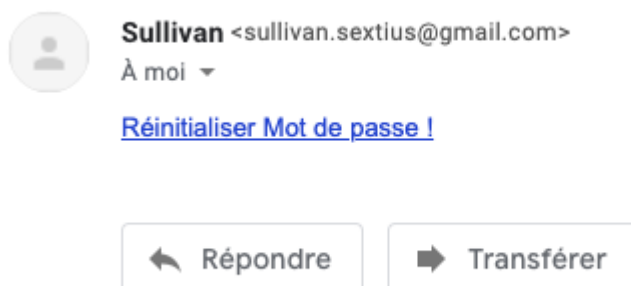 Sullivan <sullivan.sextius@gmail.com>
À moi
Réinitialiser Mot de passe !
Répondre Transférer